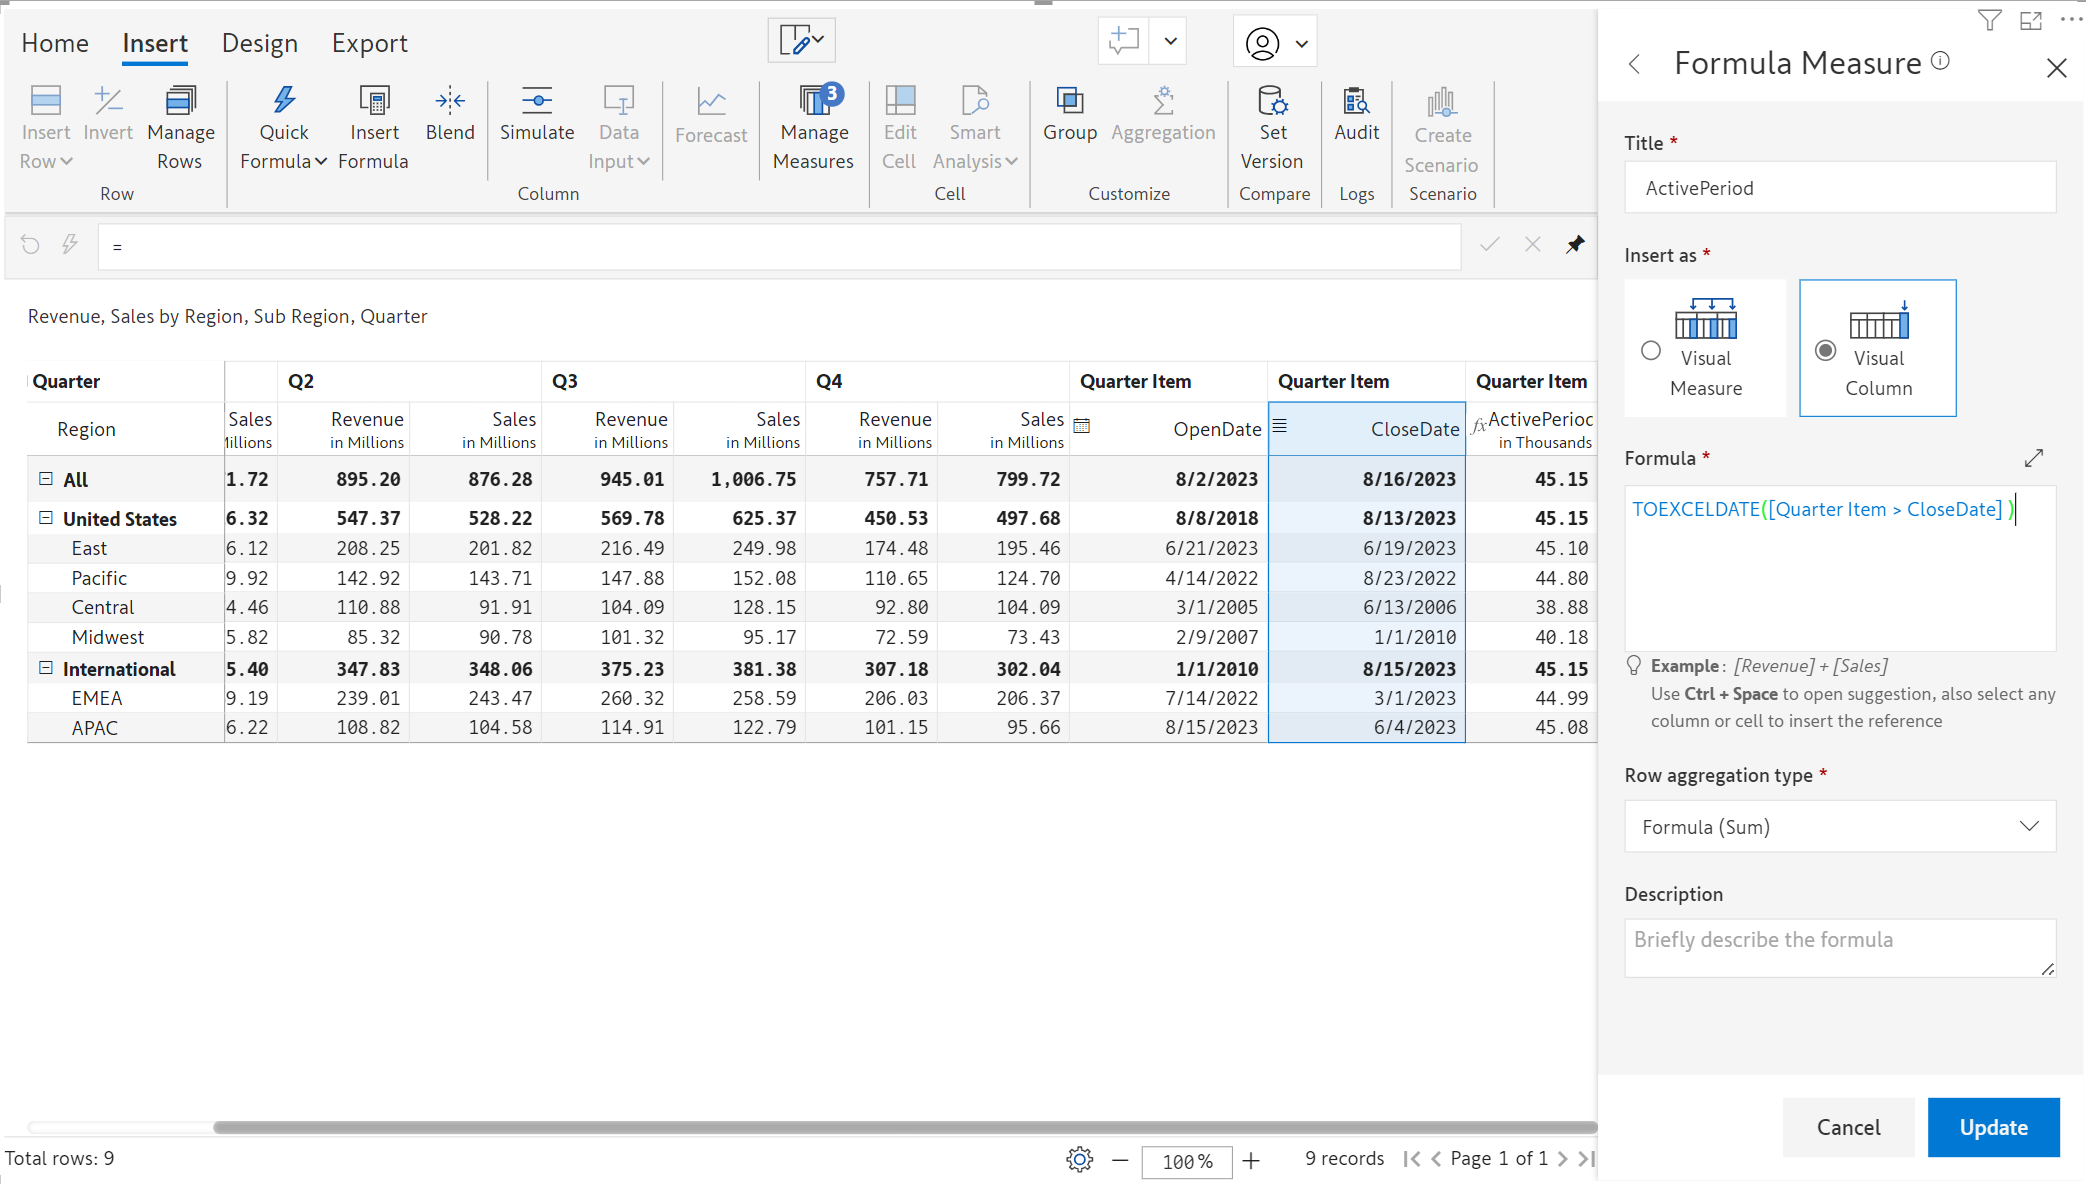 Home Insert Design Export
Insert Row Invert Manage Rows Quick Formula Insert Formula Blend Simulate Data Input Forecast Manage Measures 3 Edit Cell Smart Analysis Group Aggregation Set Version Audit Create Scenario
Row Column Cell Customize Compare Logs Scenario
=
Revenue, Sales by Region, Sub Region, Quarter
Quarter Q2 Q3 Q4 Quarter Item Quarter Item Quarter Item
Region Sales Revenue Sales Revenue Sales Revenue Sales OpenDate CloseDate fx ActivePeriod
in Millions in Millions in Millions in Millions in Millions in Millions in Thousands
All 1.72 895.20 876.28 945.01 1,006.75 757.71 799.72 8/2/2023 8/16/2023 45.15
United States 6.32 547.37 528.22 569.78 625.37 450.53 497.68 8/8/2018 8/13/2023 45.15
East 6.12 208.25 201.82 216.49 249.98 174.48 195.46 6/21/2023 6/19/2023 45.10
Pacific 9.92 142.92 143.71 147.88 152.08 110.65 124.70 4/14/2022 8/23/2022 44.80
Central 4.46 110.88 91.91 104.09 128.15 92.80 104.09 3/1/2005 6/13/2006 38.88
Midwest 5.82 85.32 90.78 101.32 95.17 72.59 73.43 2/9/2007 1/1/2010 40.18
International 5.40 347.83 348.06 375.23 381.38 307.18 302.04 1/1/2010 8/15/2023 45.15
EMEA 9.19 239.01 243.47 260.32 258.59 206.03 206.37 7/14/2022 3/1/2023 44.99
APAC 6.22 108.82 104.58 114.91 122.79 101.15 95.66 8/15/2023 6/4/2023 45.08
Total rows: 9
100%
9 records
Page 1 of 1
Formula Measure
Title *
ActivePeriod
Insert as *
Visual Measure
Visual Column
Formula *
TOEXCELDATE([Quarter Item > CloseDate] )
Example: [Revenue] + [Sales]
Use Ctrl + Space to open suggestion, also select any
column or cell to insert the reference
Row aggregation type *
Formula (Sum)
Description
Briefly describe the formula
Cancel Update